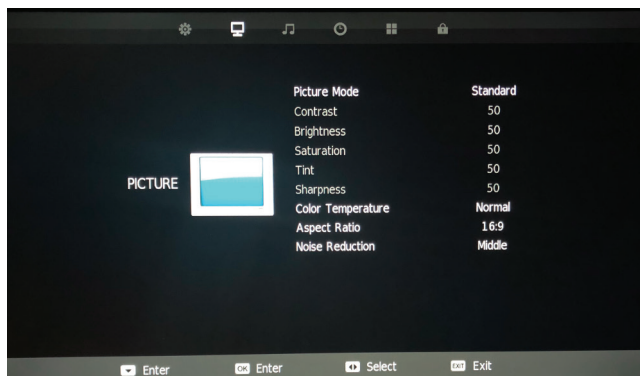 Picture Mode Standard
Contrast 50
Brightness 50
Saturation 50
Tint 50
PICTURE
Sharpness 50
Color Temperature Normal
Aspect Ratio 16:9
Noise Reduction Middle
Enter OK Enter Select EXIT Exit